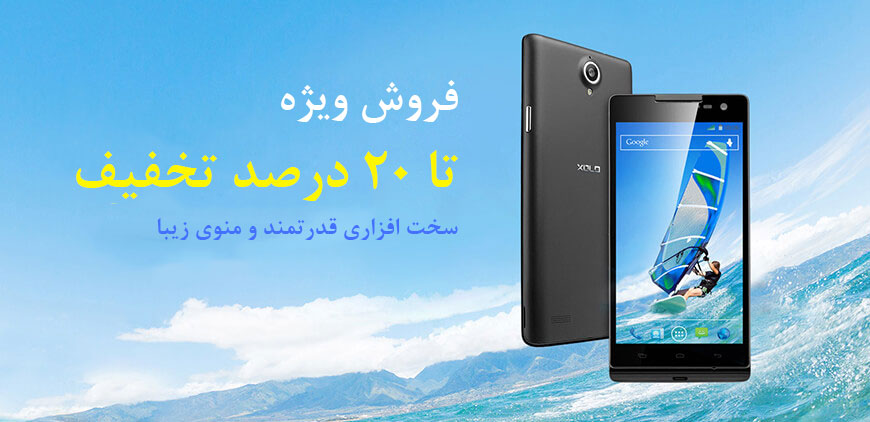 فروش ویژه
تا ۲۰ درصد تخفیف
سخت افزاری قدرتمند و منوی زیبا
XOLO
Google